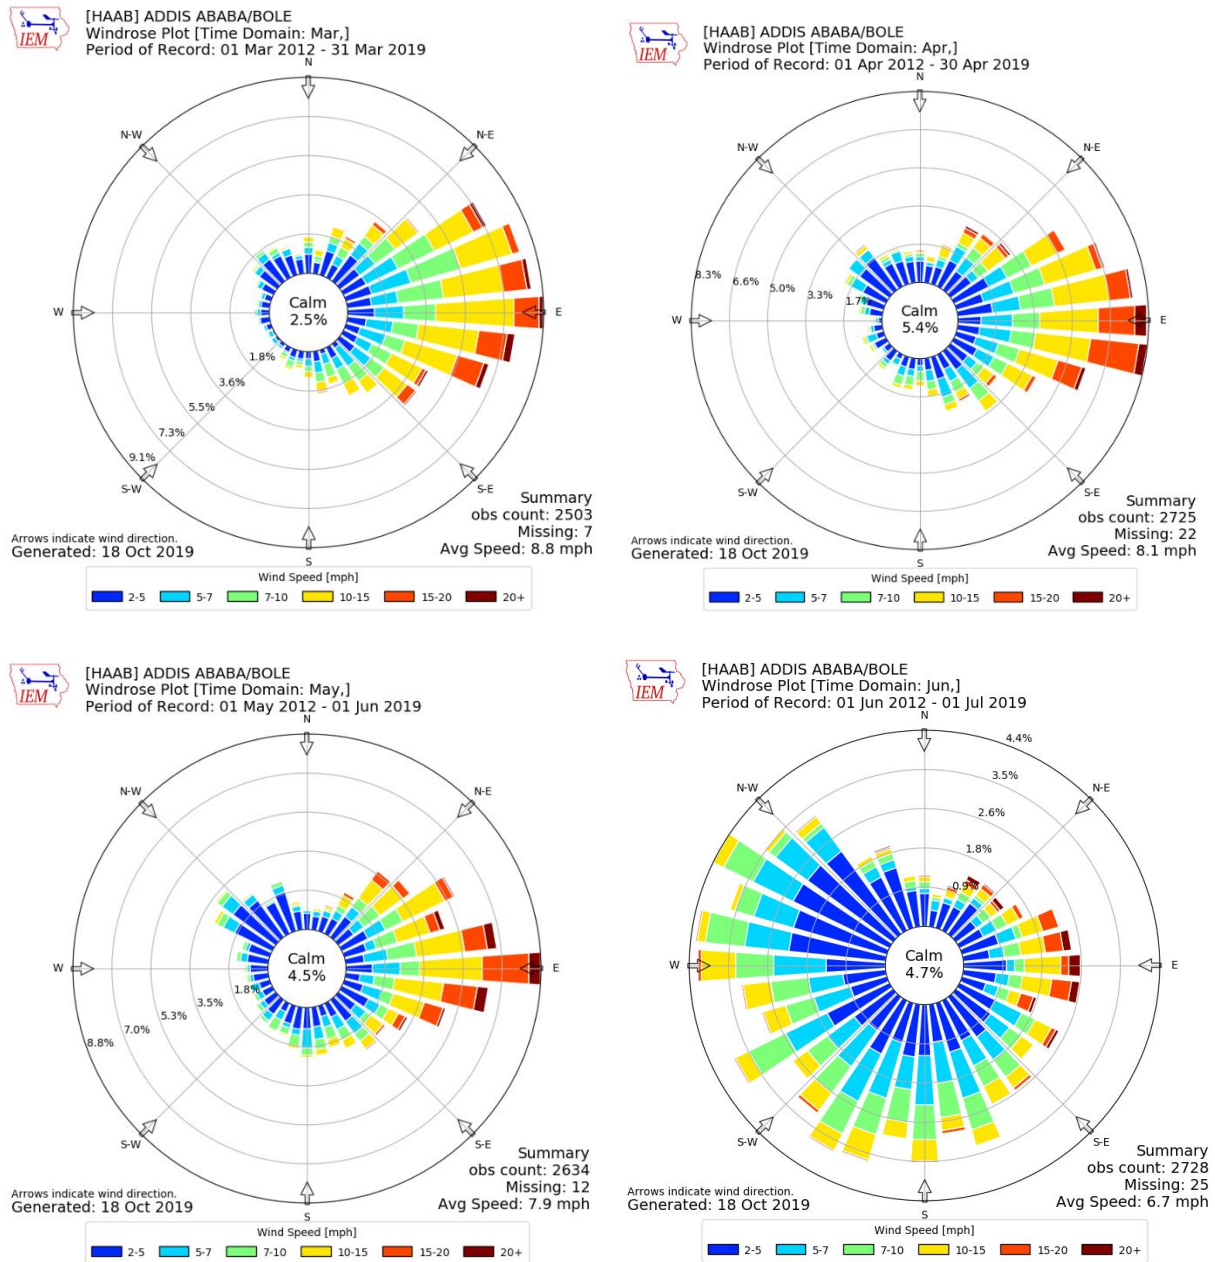 [HAAB] ADDIS ABABA/BOLE
Windrose Plot [Time Domain: Mar,]
Period of Record: 01 Mar 2012 - 31 Mar 2019
IEM
N
N-W
N-E
W
E
Calm
2.5%
1.8%
3.6%
5.5%
7.3%
9.1%
S-W
S-E
S
Summary
obs count: 2503
Missing: 7
Avg Speed: 8.8 mph
Arrows indicate wind direction.
Generated: 18 Oct 2019
Wind Speed [mph]
2-5 5-7 7-10 10-15 15-20 20+
[HAAB] ADDIS ABABA/BOLE
Windrose Plot [Time Domain: Apr,]
Period of Record: 01 Apr 2012 - 30 Apr 2019
IEM
N
N-W
N-E
8.3%
6.6%
5.0%
3.3%
1.7%
W
E
Calm
5.4%
S-W
S-E
S
Summary
obs count: 2725
Missing: 22
Avg Speed: 8.1 mph
Arrows indicate wind direction.
Generated: 18 Oct 2019
Wind Speed [mph]
2-5 5-7 7-10 10-15 15-20 20+
[HAAB] ADDIS ABABA/BOLE
Windrose Plot [Time Domain: May,]
Period of Record: 01 May 2012 - 01 Jun 2019
IEM
N
N-W
N-E
W
E
Calm
4.5%
1.8%
3.5%
5.3%
7.0%
8.8%
S-W
S-E
S
Summary
obs count: 2634
Missing: 12
Avg Speed: 7.9 mph
Arrows indicate wind direction.
Generated: 18 Oct 2019
Wind Speed [mph]
2-5 5-7 7-10 10-15 15-20 20+
[HAAB] ADDIS ABABA/BOLE
Windrose Plot [Time Domain: Jun,]
Period of Record: 01 Jun 2012 - 01 Jul 2019
IEM
N
4.4%
3.5%
2.6%
1.8%
0.9%
N-W
N-E
W
E
Calm
4.7%
S-W
S-E
S
Summary
obs count: 2728
Missing: 25
Avg Speed: 6.7 mph
Arrows indicate wind direction.
Generated: 18 Oct 2019
Wind Speed [mph]
2-5 5-7 7-10 10-15 15-20 20+